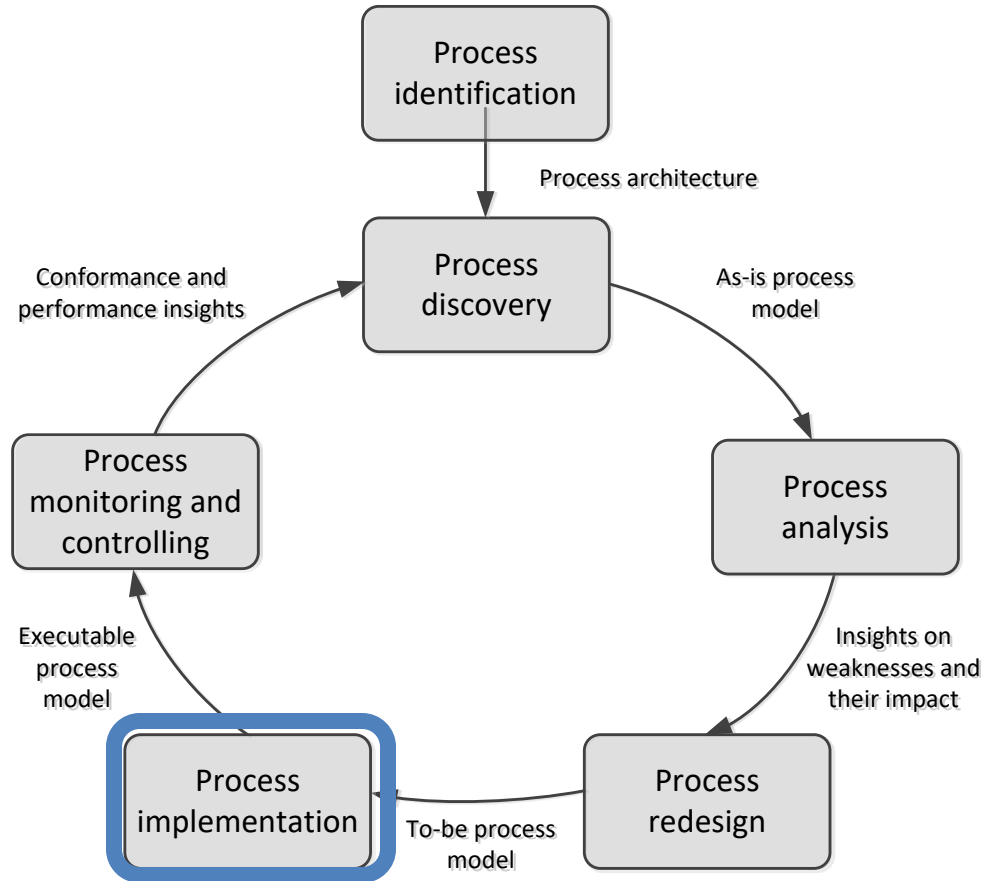 Process
identification
Process architecture
Process
discovery
As-is process
model
Process
analysis
Insights on
weaknesses and
their impact
Process
redesign
To-be process
model
Process
implementation
Executable
process
model
Process
monitoring and
controlling
Conformance and
performance insights